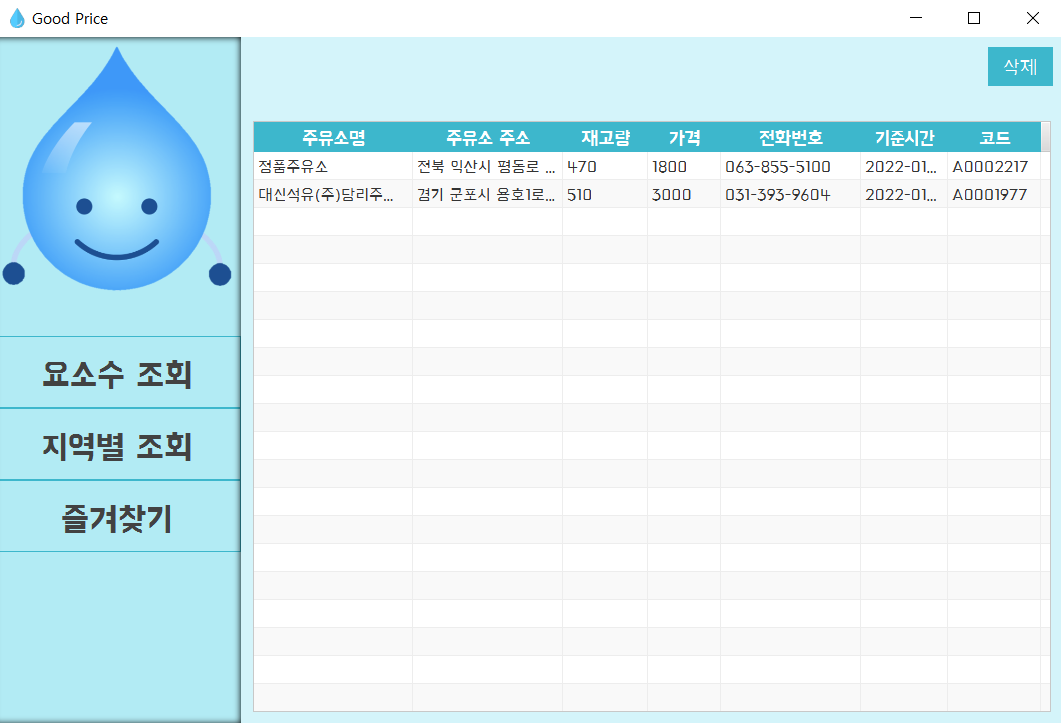 Good Price
삭제
요소수 조회
지역별 조회
즐겨찾기
주유소명 주유소 주소 재고량 가격 전화번호 기준시간 코드
정품주유소 전북 익산시 평동로 ... 470 1800 063-855-5100 2022-01... A0002217
대신석유(주)당리주... 경기 군포시 용호1로... 510 3000 031-393-9604 2022-01... A0001977